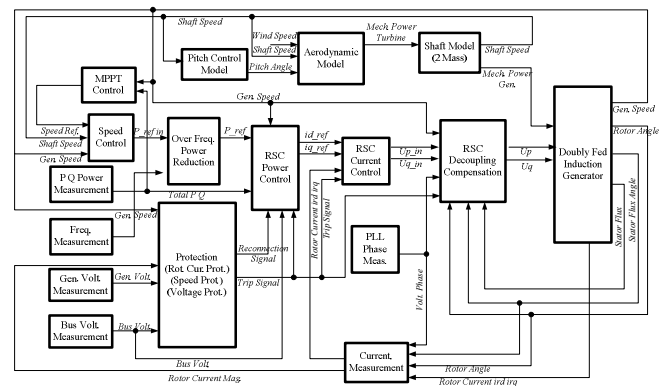 Shaft Speed
Wind Speed
Shaft Speed
Pitch Angle
Pitch Control
Model
Aerodynamic
Model
Mech. Power
Turbine
Shaft Model
(2 Mass)
Shaft Speed
Mech. Power
Gen.
Gen. Speed
Rotor Angle
MPPT
Control
Gen. Speed
Speed Ref.
Shaft Speed
Gen. Speed
Speed
Control
P_ref in
Over Freq.
Power
Reduction
P_ref
RSC
Power
Control
id_ref
iq_ref
RSC
Current
Control
Up_in
Uq_in
RSC
Decoupling
Compensation
Up
Uq
Doubly Fed
Induction
Generator
P Q Power
Measurement
Total P Q
Gen. Speed
Freq.
Measurement
Protection
(Rot. Cur. Prot.)
(Speed Prot.)
(Voltage Prot.)
Reconnection
Signal
Trip Signal
Rotor Current ird irq
Trip Signal
PLL
Phase
Meas.
Volt. Phase
Stator Flux
Stator Flux Angle
Gen. Volt.
Measurement
Gen. Volt.
Bus Volt.
Measurement
Bus Volt.
Bus Volt.
Rotor Current Mag.
Current,
Measurement
Rotor Angle
Rotor Current ird irq